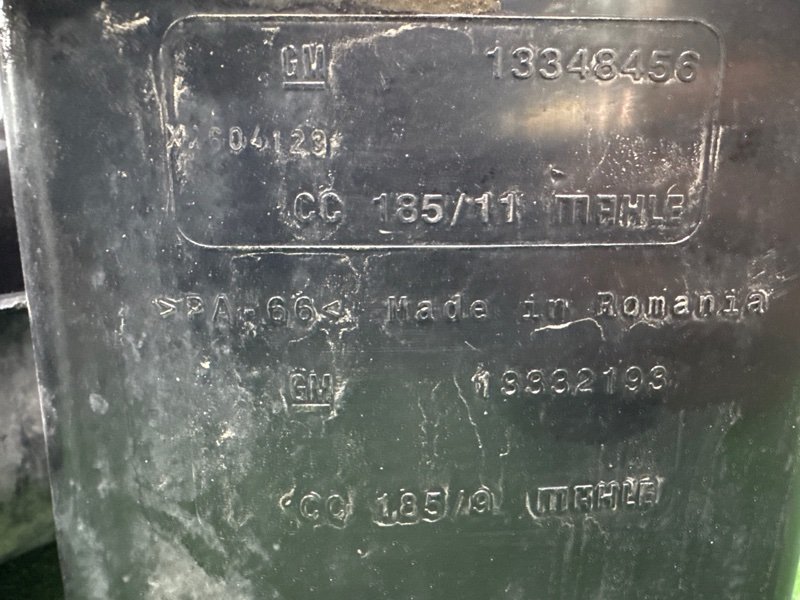 GM 13348456
604123*
CC 185/11 MAHLE
>PA-66< Made in Romania
GM 13332193
CC 185/9 MAHLE